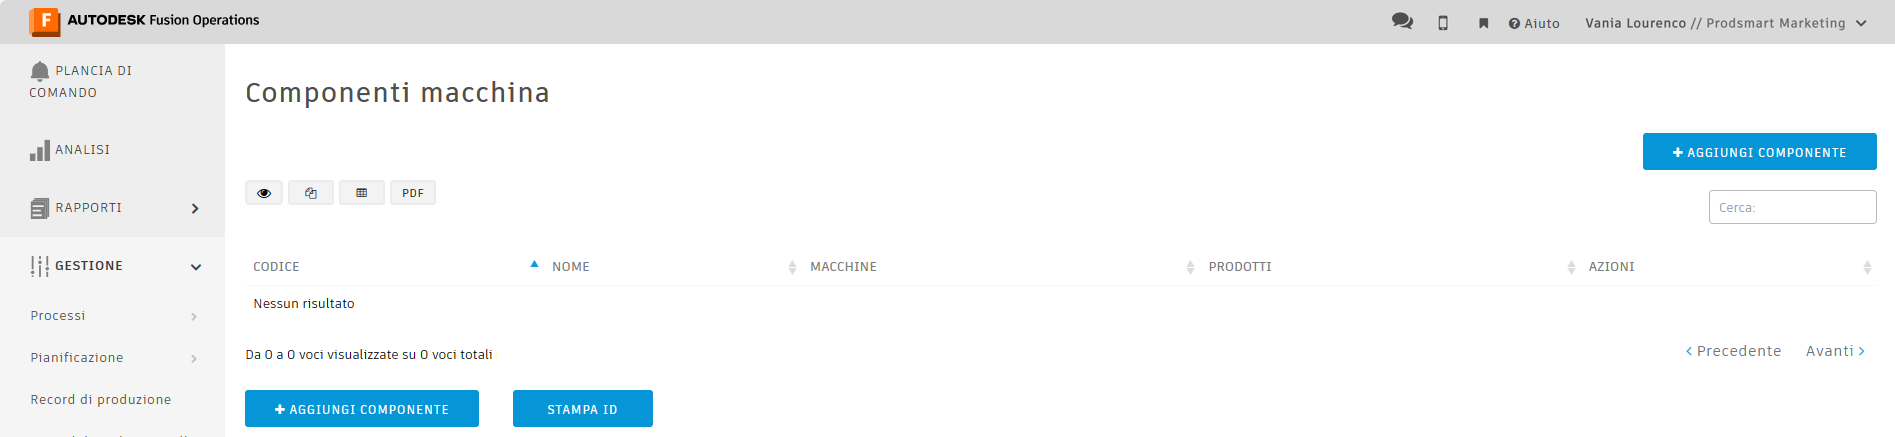 AUTODESK Fusion Operations
Aiuto
Vania Lourenco // Prodsmart Marketing
PLANCIA DI
COMANDO
ANALISI
RAPPORTI
GESTIONE
Processi
Pianificazione
Record di produzione
Componenti macchina
+ AGGIUNGI COMPONENTE
PDF
Cerca:
CODICE NOME MACCHINE PRODOTTI AZIONI
Nessun risultato
Da 0 a 0 voci visualizzate su 0 voci totali
‹ Precedente Avanti ›
+ AGGIUNGI COMPONENTE STAMPA ID